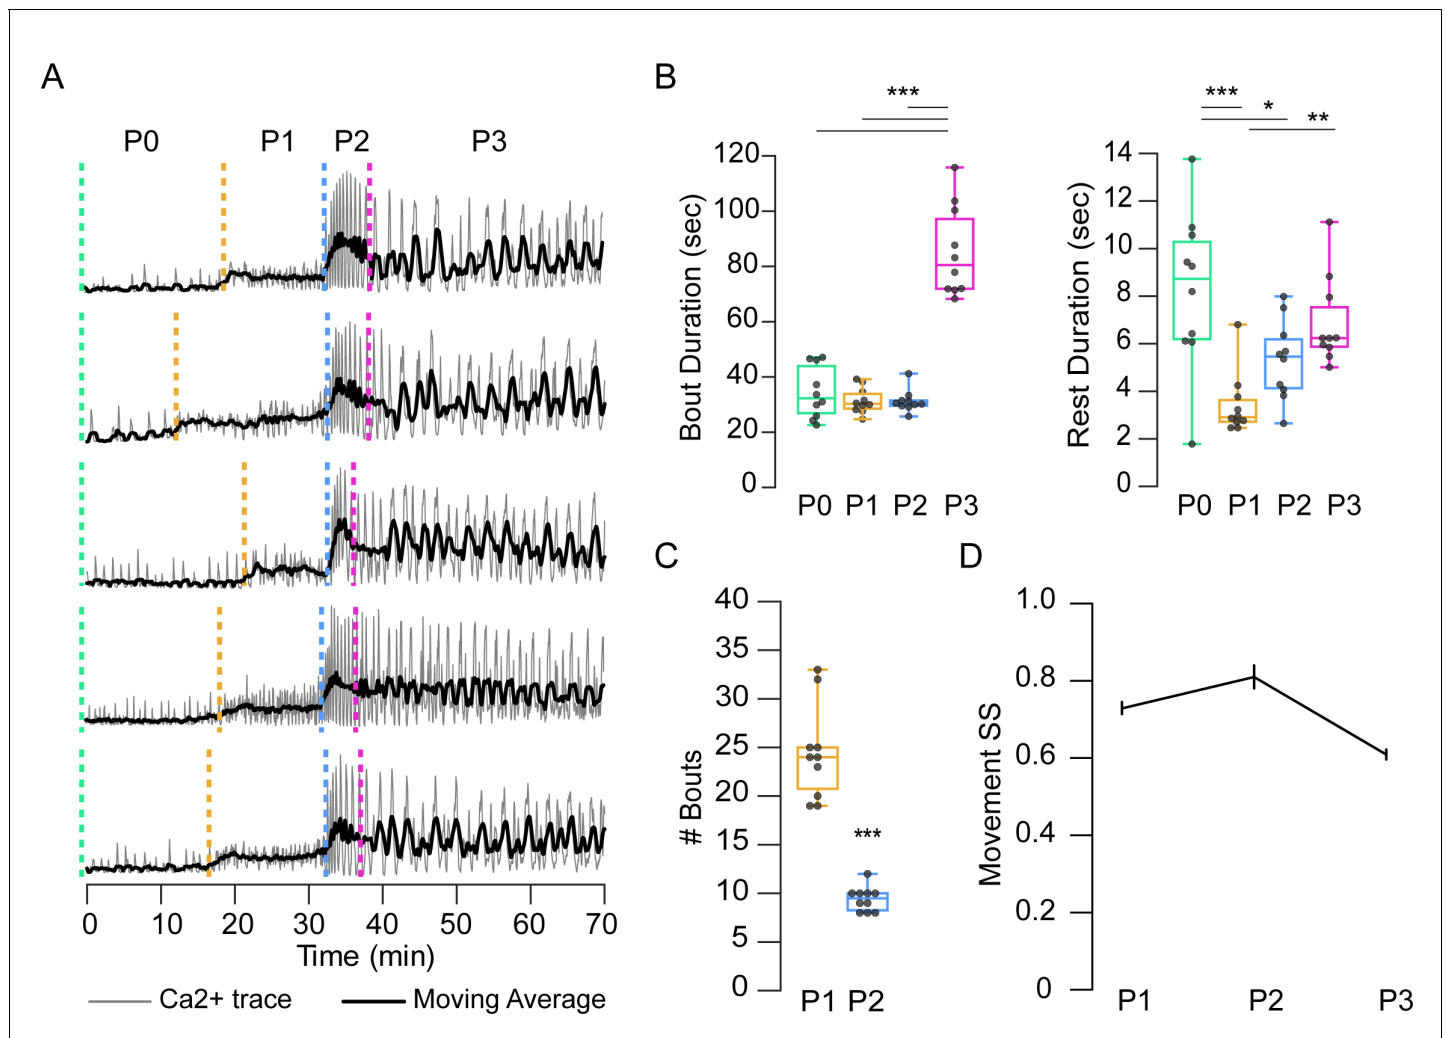 A
P0 P1 P2 P3
0 10 20 30 40 50 60 70
Time (min)
Ca2+ trace Moving Average
B
***
120
100
80
60
40
20
0
Bout Duration (sec)
P0 P1 P2 P3
*** * **
14
12
10
8
6
4
2
0
Rest Duration (sec)
P0 P1 P2 P3
C
40
35
30
25
20
15
10
5
0
# Bouts
***
P1 P2
D
1.0
0.8
0.6
0.4
0.2
0
Movement SS
P1 P2 P3